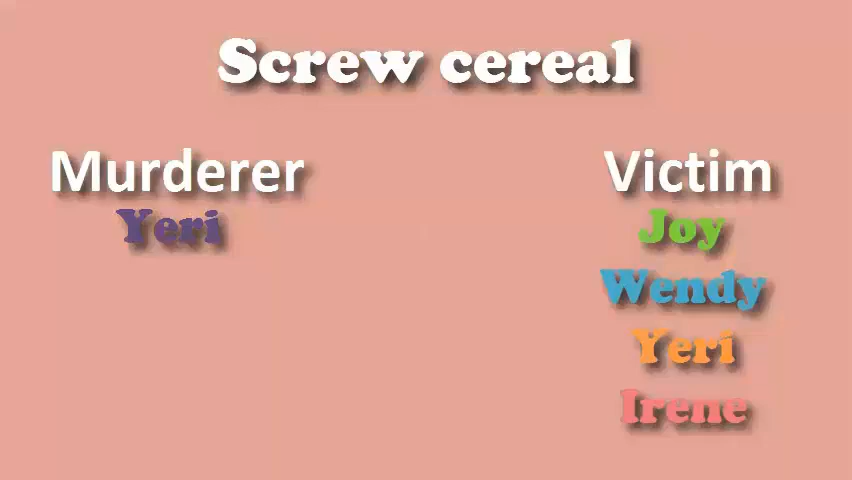 Screw cereal
Murderer
Yeri
Victim
Joy
Wendy
Yeri
Irene